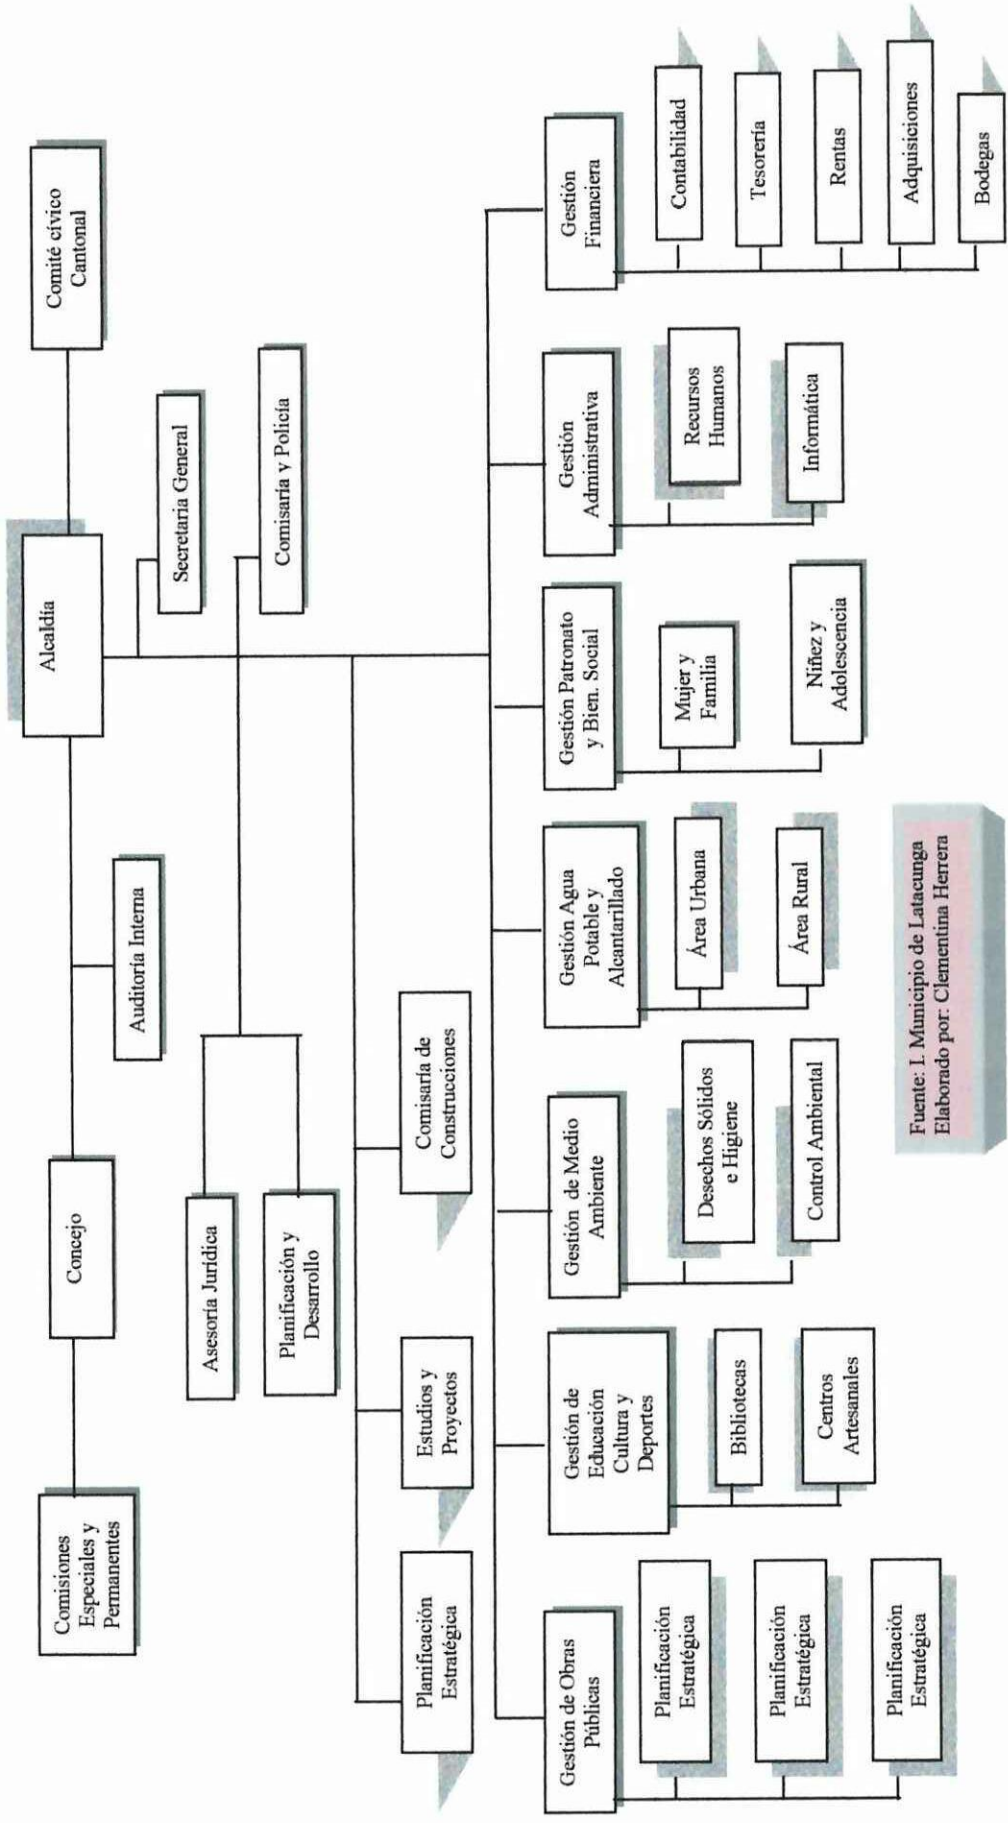 Comisiones
Especiales y
Permanentes
Concejo
Alcaldía
Comité cívico
Cantonal
Auditoria Interna
Secretaria General
Asesoría Jurídica
Comisaría y Policía
Planificación y
Desarrollo
Planificación
Estratégica
Estudios y
Proyectos
Comisaría de
Construcciones
Gestión de Obras
Públicas
Planificación
Estratégica
Planificación
Estratégica
Planificación
Estratégica
Gestión de
Educación
Cultura y
Deportes
Bibliotecas
Centros
Artesanales
Gestión de Medio
Ambiente
Desechos Sólidos
e Higiene
Control Ambiental
Gestión Agua
Potable y
Alcantarillado
Área Urbana
Área Rural
Gestión Patronato
y Bien. Social
Mujer y
Familia
Niñez y
Adolescencia
Gestión
Administrativa
Recursos
Humanos
Informática
Gestión
Financiera
Contabilidad
Tesorería
Rentas
Adquisiciones
Bodegas
Fuente: I. Municipio de Latacunga
Elaborado por: Clementina Herrera